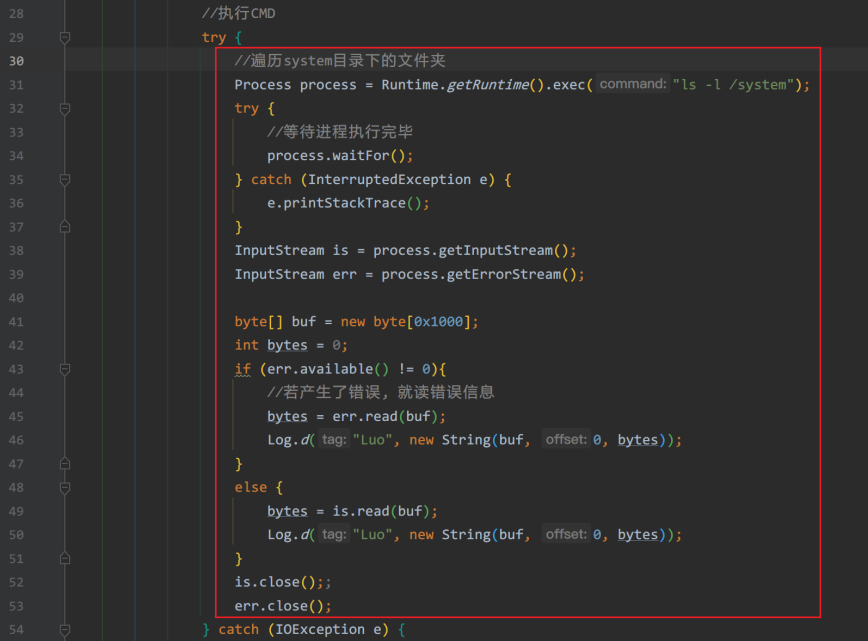 28 //执行CMD
29 try {
30 //遍历system目录下的文件夹
31 Process process = Runtime.getRuntime().exec( command: "ls -l /system");
32 try {
33 //等待进程执行完毕
34 process.waitFor();
35 } catch (InterruptedException e) {
36 e.printStackTrace();
37 }
38 InputStream is = process.getInputStream();
39 InputStream err = process.getErrorStream();
40
41 byte[] buf = new byte[0x1000];
42 int bytes = 0;
43 if (err.available() != 0){
44 //若产生了错误，就读错误信息
45 bytes = err.read(buf);
46 Log.d( tag: "Luo", new String(buf, offset: 0, bytes));
47 }
48 else {
49 bytes = is.read(buf);
50 Log.d( tag: "Luo", new String(buf, offset: 0, bytes));
51 }
52 is.close();;
53 err.close();
54 } catch (IOException e) {